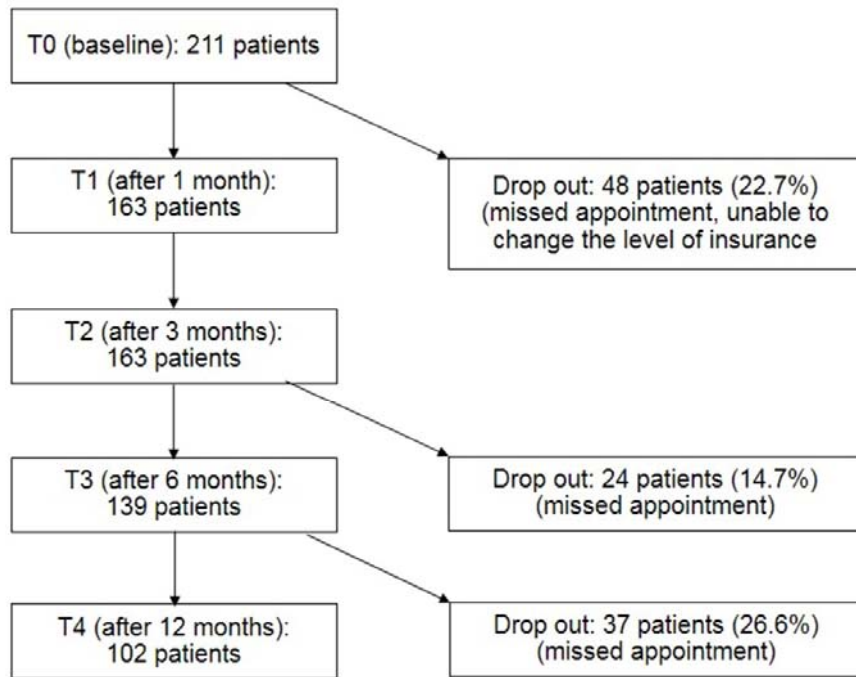 T0 (baseline): 211 patients
T1 (after 1 month):
163 patients
Drop out: 48 patients (22.7%)
(missed appointment, unable to
change the level of insurance
T2 (after 3 months):
163 patients
T3 (after 6 months):
139 patients
Drop out: 24 patients (14.7%)
(missed appointment)
T4 (after 12 months):
102 patients
Drop out: 37 patients (26.6%)
(missed appointment)